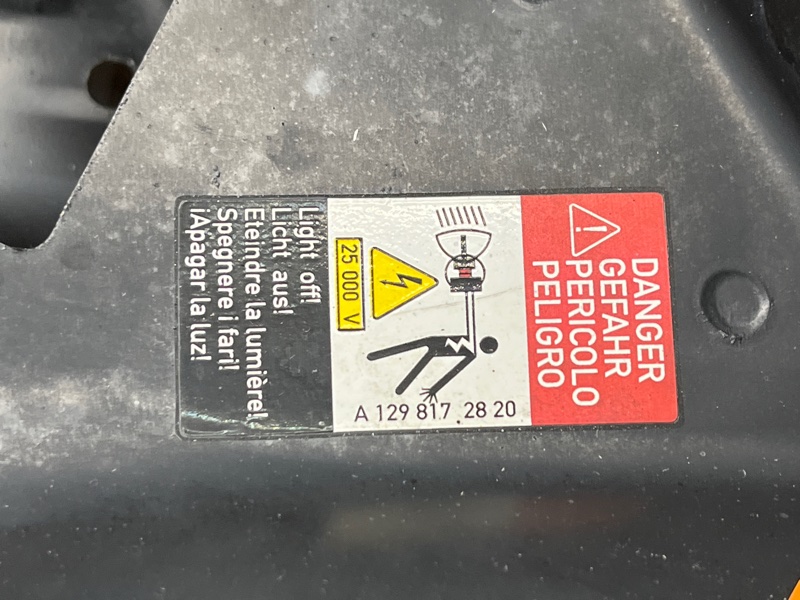 DANGER
GEFAHR
PERICOLO
PELIGRO
25 000 V
A 129 817 28 20
Light off!
Licht aus!
Eteindre la lumière!
Spegnere i fari!
¡Apagar la luz!